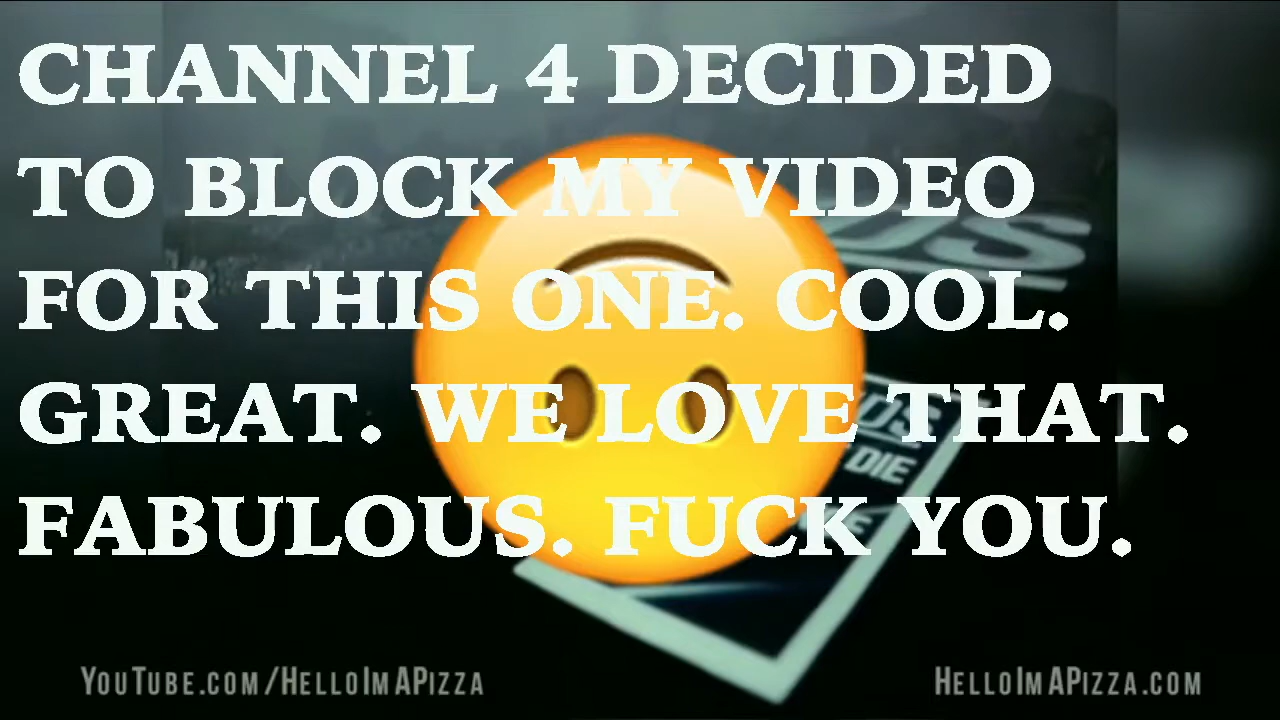 CHANNEL 4 DECIDED
TO BLOCK MY VIDEO
FOR THIS ONE. COOL.
GREAT. WE LOVE THAT.
FABULOUS. FUCK YOU.
DIE
YOUTUBE.COM/HELLOIMAPIZZA
HELLOIMAPIZZA.COM